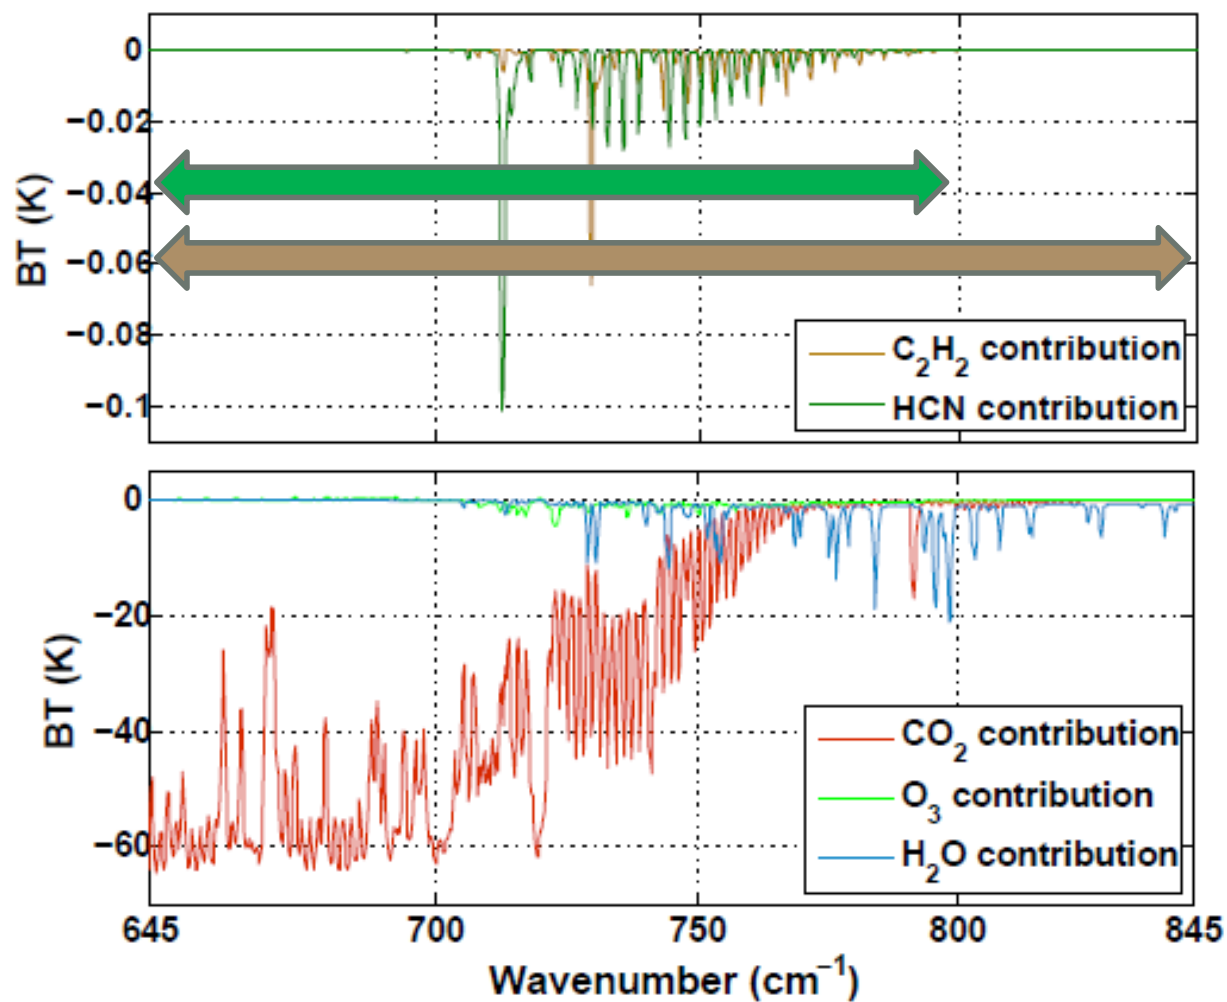 0
−0.02
−0.04
−0.06
−0.08
−0.1
BT (K)
C₂H₂ contribution
HCN contribution
0
−20
−40
−60
BT (K)
CO₂ contribution
O₃ contribution
H₂O contribution
645 700 750 800 845
Wavenumber (cm⁻¹)